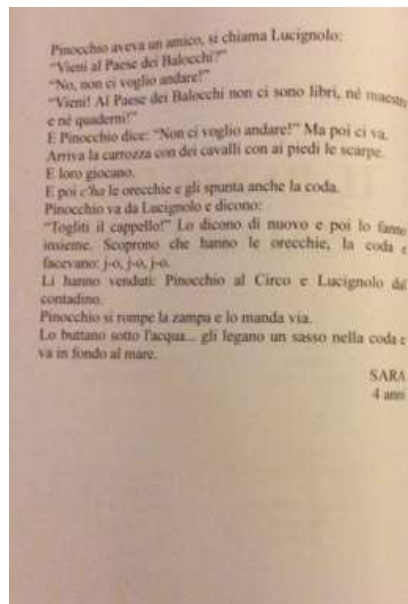 Pinocchio aveva un amico, si chiama Lucignolo:
"Vieni al Paese dei Balocchi?"
"No, non ci voglio andare!"
"Vieni! Al Paese dei Balocchi non ci sono libri, né maestre
e né quaderni!"
E Pinocchio dice: "Non ci voglio andare!" Ma poi ci va.
Arriva la carrozza con dei cavalli con ai piedi le scarpe.
E loro giocano.
E poi c'ha le orecchie e gli spunta anche la coda.
Pinocchio va da Lucignolo e dicono:
"Togliti il cappello!" Lo dicono di nuovo e poi lo fanno
insieme. Scoprono che hanno le orecchie, la coda e
facevano: j-o, j-o, j-o.
Li hanno venduti: Pinocchio al Circo e Lucignolo dal
contadino.
Pinocchio si rompe la zampa e lo manda via.
Lo buttano sotto l'acqua... gli legano un sasso nella coda e
va in fondo al mare.
SARA
4 anni